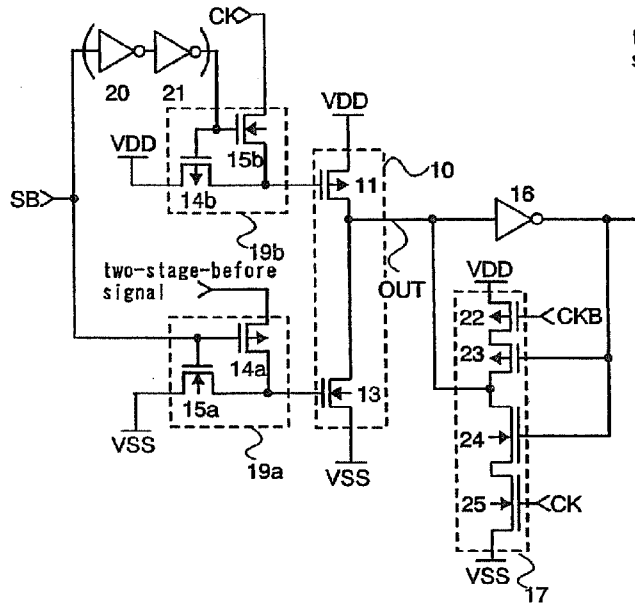 CK
t
s
20
21
VDD
VDD
10
15b
11
16
SB
14b
19b
OUT
two-stage-before
signal
VDD
22
CKB
14a
23
15a
13
24
VSS
19a
VSS
25
CK
VSS
17